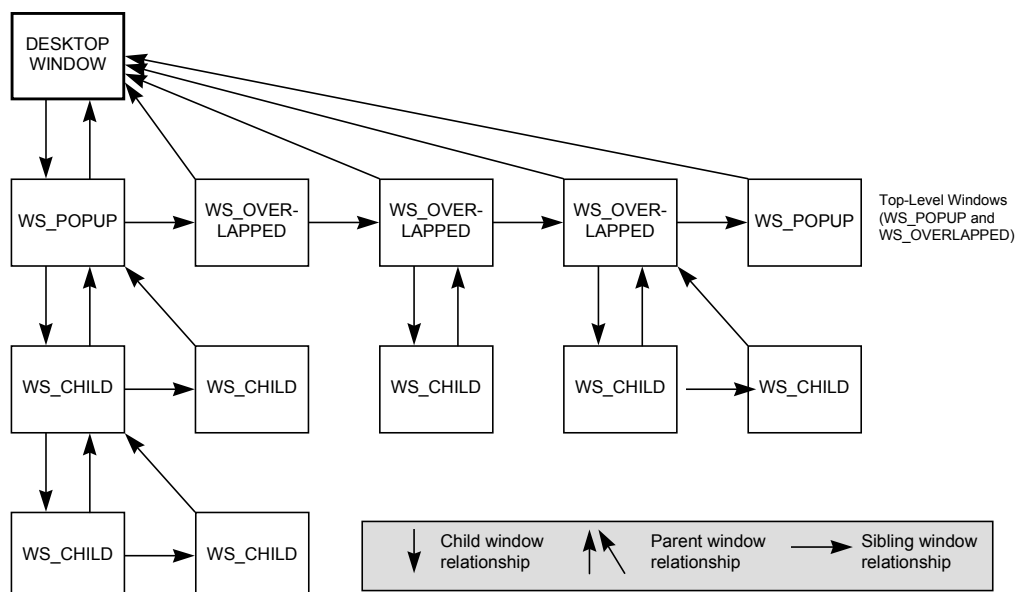 DESKTOP
WINDOW
WS_POPUP
WS_OVER-
LAPPED
WS_OVER-
LAPPED
WS_OVER-
LAPPED
WS_POPUP
Top-Level Windows
(WS_POPUP and
WS_OVERLAPPED)
WS_CHILD
WS_CHILD
WS_CHILD
WS_CHILD
WS_CHILD
WS_CHILD
WS_CHILD
Child window
relationship
Parent window
relationship
Sibling window
relationship